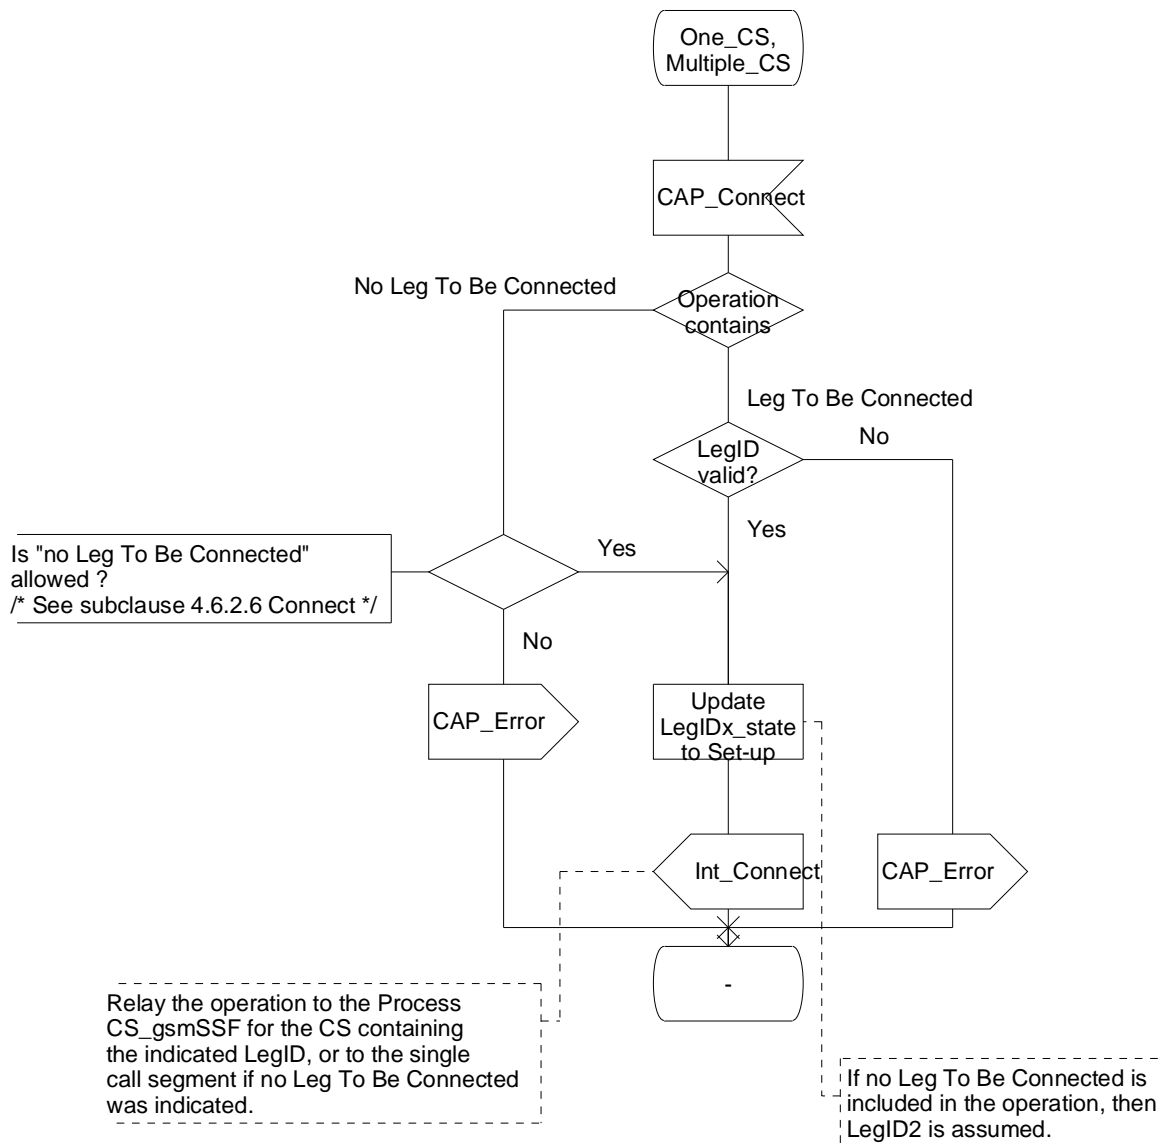 One_CS,
Multiple_CS
CAP_Connect
No Leg To Be Connected
Operation
contains
Leg To Be Connected
No
LegID
valid?
Yes
Is "no Leg To Be Connected"
allowed ?
/* See subclause 4.6.2.6 Connect */
Yes
No
CAP_Error
Update
LegIDx_state
to Set-up
Int_Connect
CAP_Error
-
Relay the operation to the Process
CS_gsmSSF for the CS containing
the indicated LegID, or to the single
call segment if no Leg To Be Connected
was indicated.
If no Leg To Be Connected is
included in the operation, then
LegID2 is assumed.